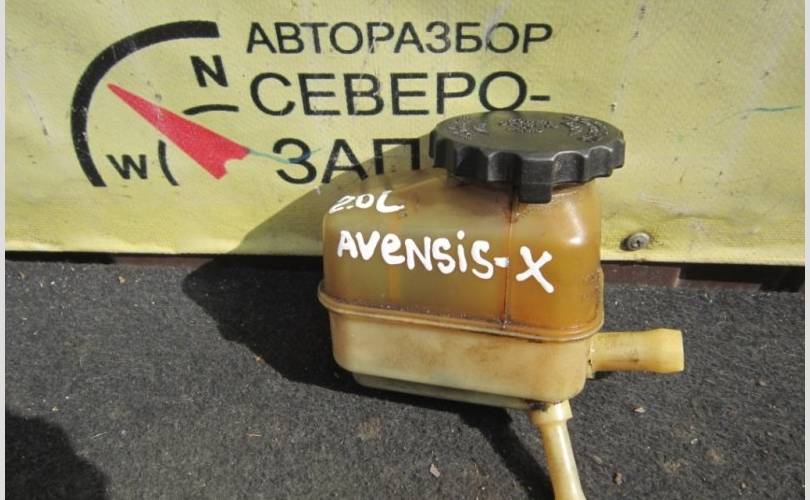 АВТОРАЗБОР
N
СЕВЕРО-
W
ЗАП
2.0L
AVENSIS-X